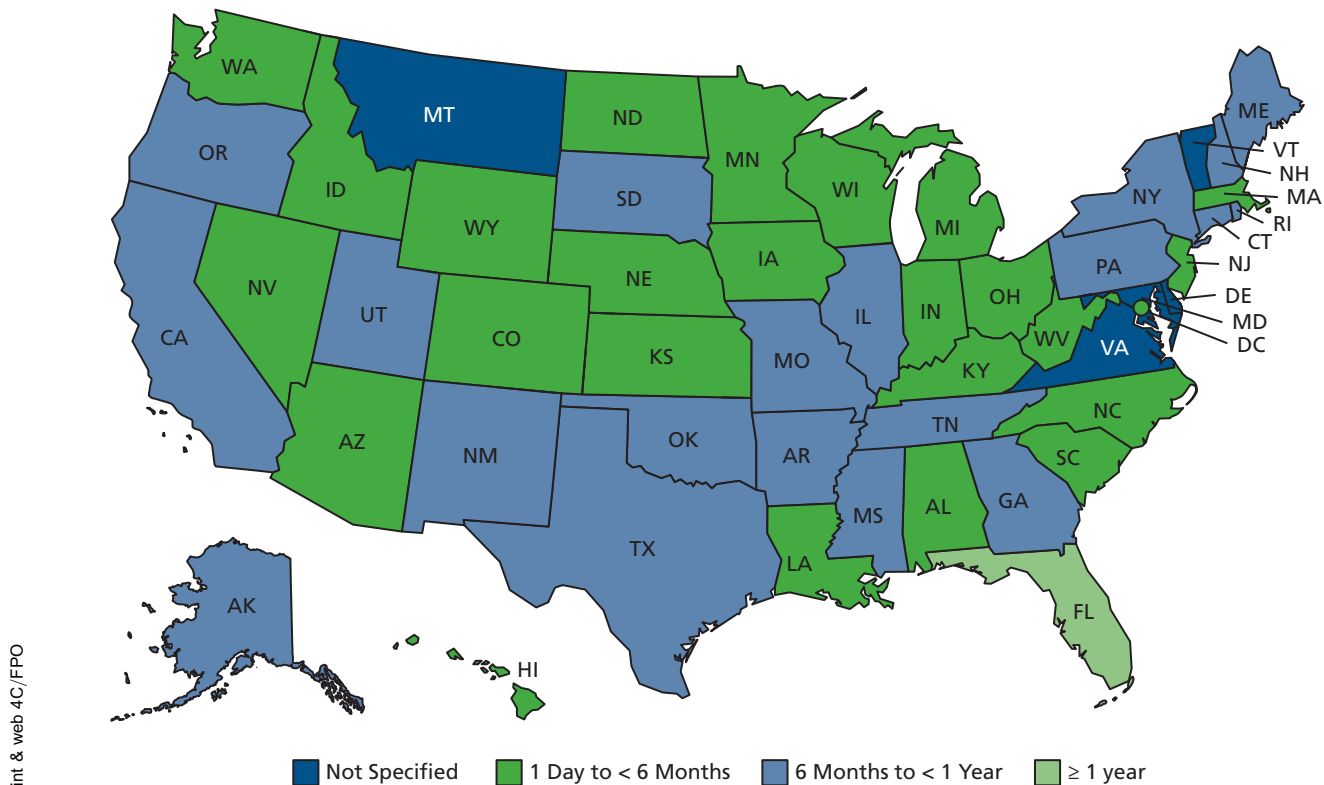 WA
MT
ND
MN
ME
OR
VT
ID
SD
WI
NH
NY
MA
WY
MI
RI
CT
IA
NJ
PA
NE
NV
OH
DE
UT
IL
IN
MD
CA
CO
WV
VA
DC
KS
MO
KY
NC
TN
AZ
OK
NM
AR
SC
GA
MS
AL
TX
LA
AK
FL
HI
int & web 4C/FPO
Not Specified 1 Day to < 6 Months 6 Months to < 1 Year ≥ 1 year